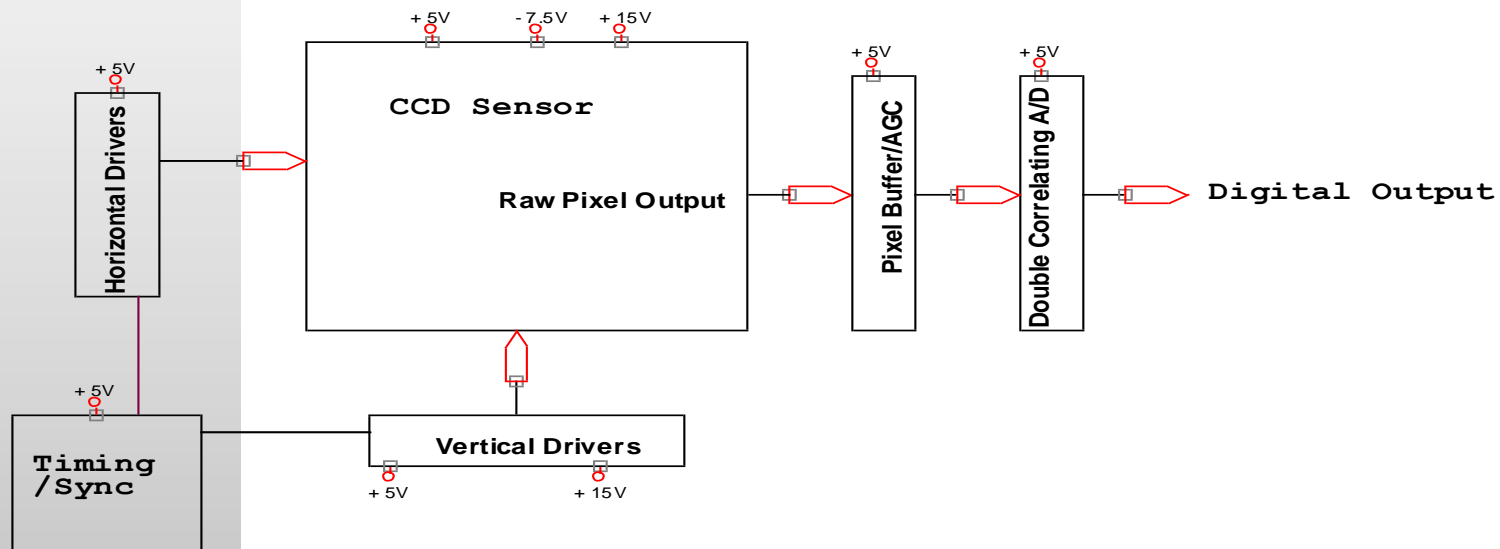 + 5V
- 7.5V
+ 15V
+ 5V
+ 5V
+ 5V
CCD Sensor
Horizontal Drivers
Raw Pixel Output
Pixel Buffer/AGC
Double Correlating A/D
Digital Output
+ 5V
Timing
/Sync
Vertical Drivers
+ 5V
+ 15V